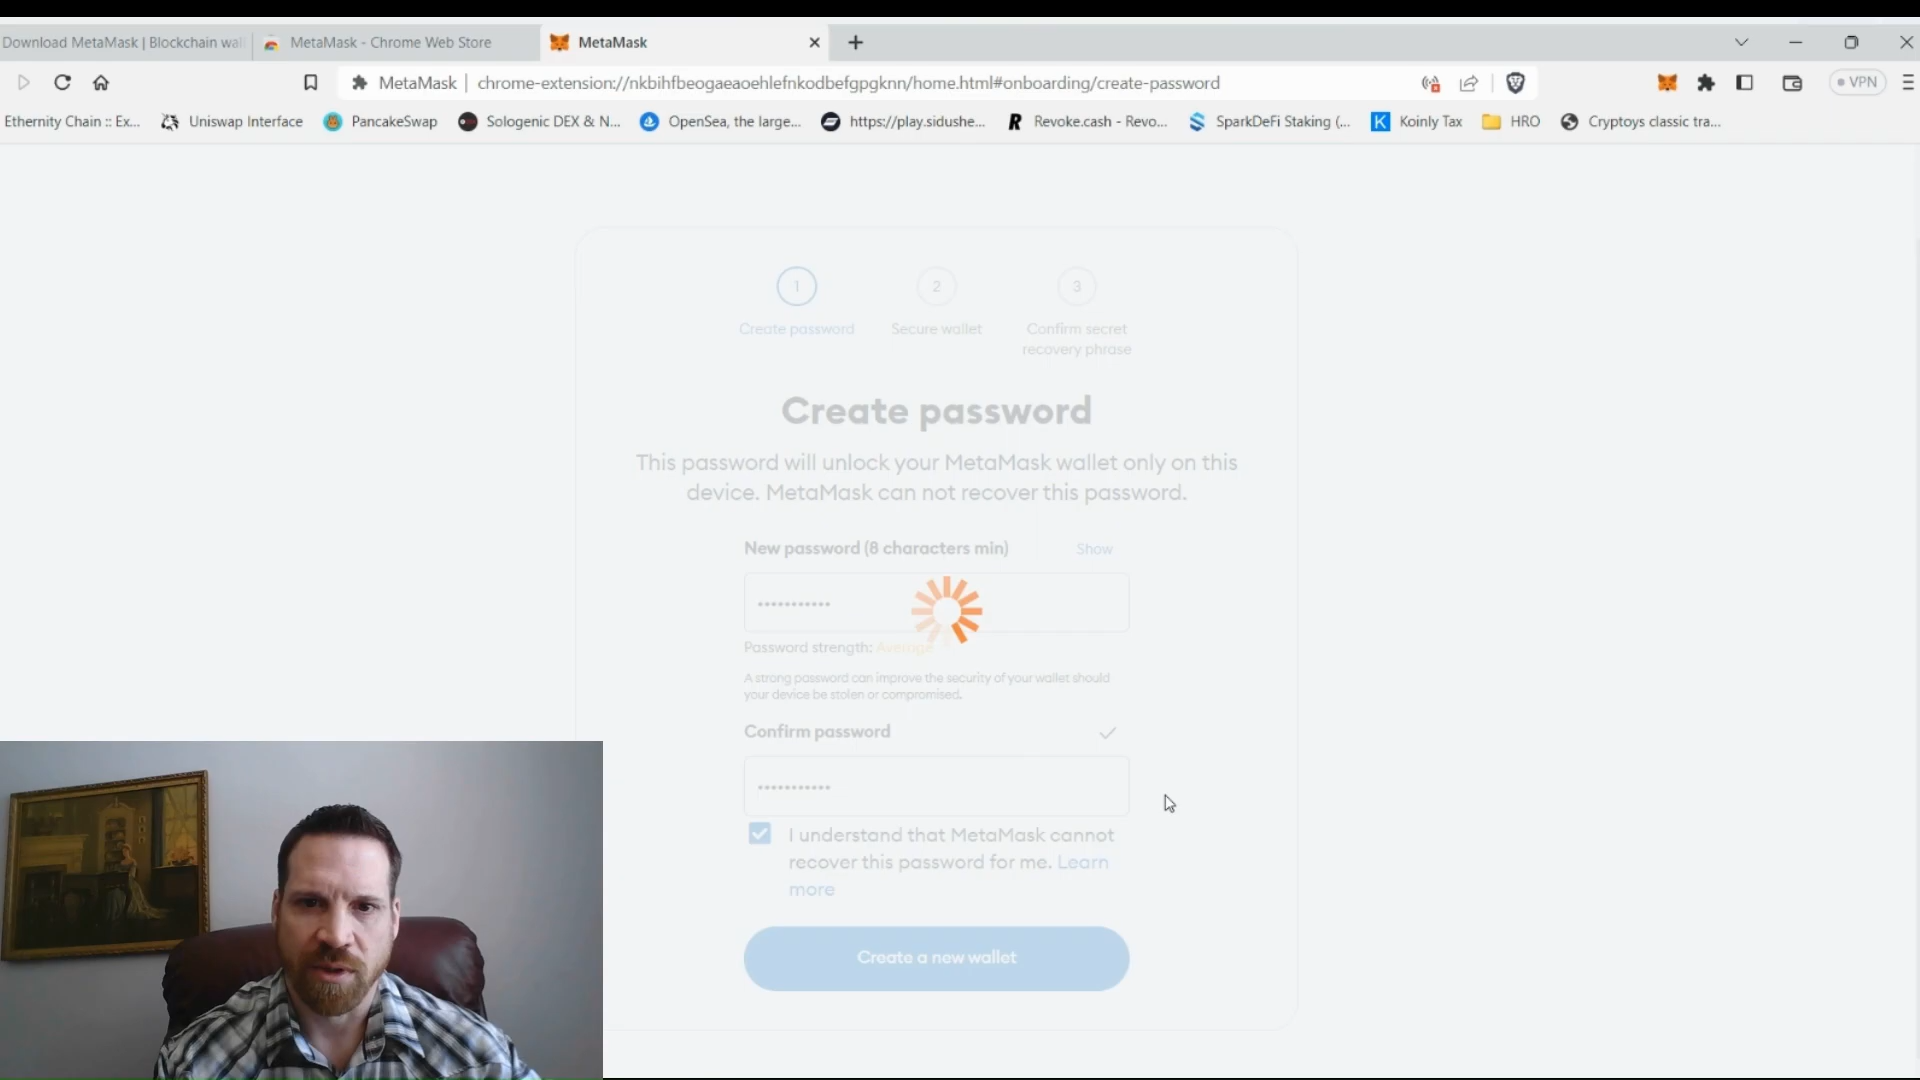 Download MetaMask | Blockchain wal
MetaMask - Chrome Web Store
MetaMask
MetaMask
chrome-extension://nkbihfbeogaeaoehlefnkodbefgpgknn/home.html#onboarding/create-password
VPN
Ethernity Chain :: Ex...
Uniswap Interface
PancakeSwap
Sologenic DEX & N...
OpenSea, the large...
https://play.sidushe...
Revoke.cash - Revo...
SparkDeFi Staking (...
K
Koinly Tax
HRO
Cryptoys classic tra...
1
2
3
Create password
Secure wallet
Confirm secret
recovery phrase
Create password
This password will unlock your MetaMask wallet only on this
device. MetaMask can not recover this password.
New password (8 characters min)
Show
Password strength: Average
A strong password can improve the security of your wallet should
your device be stolen or compromised.
Confirm password
I understand that MetaMask cannot
recover this password for me. Learn
more
Create a new wallet